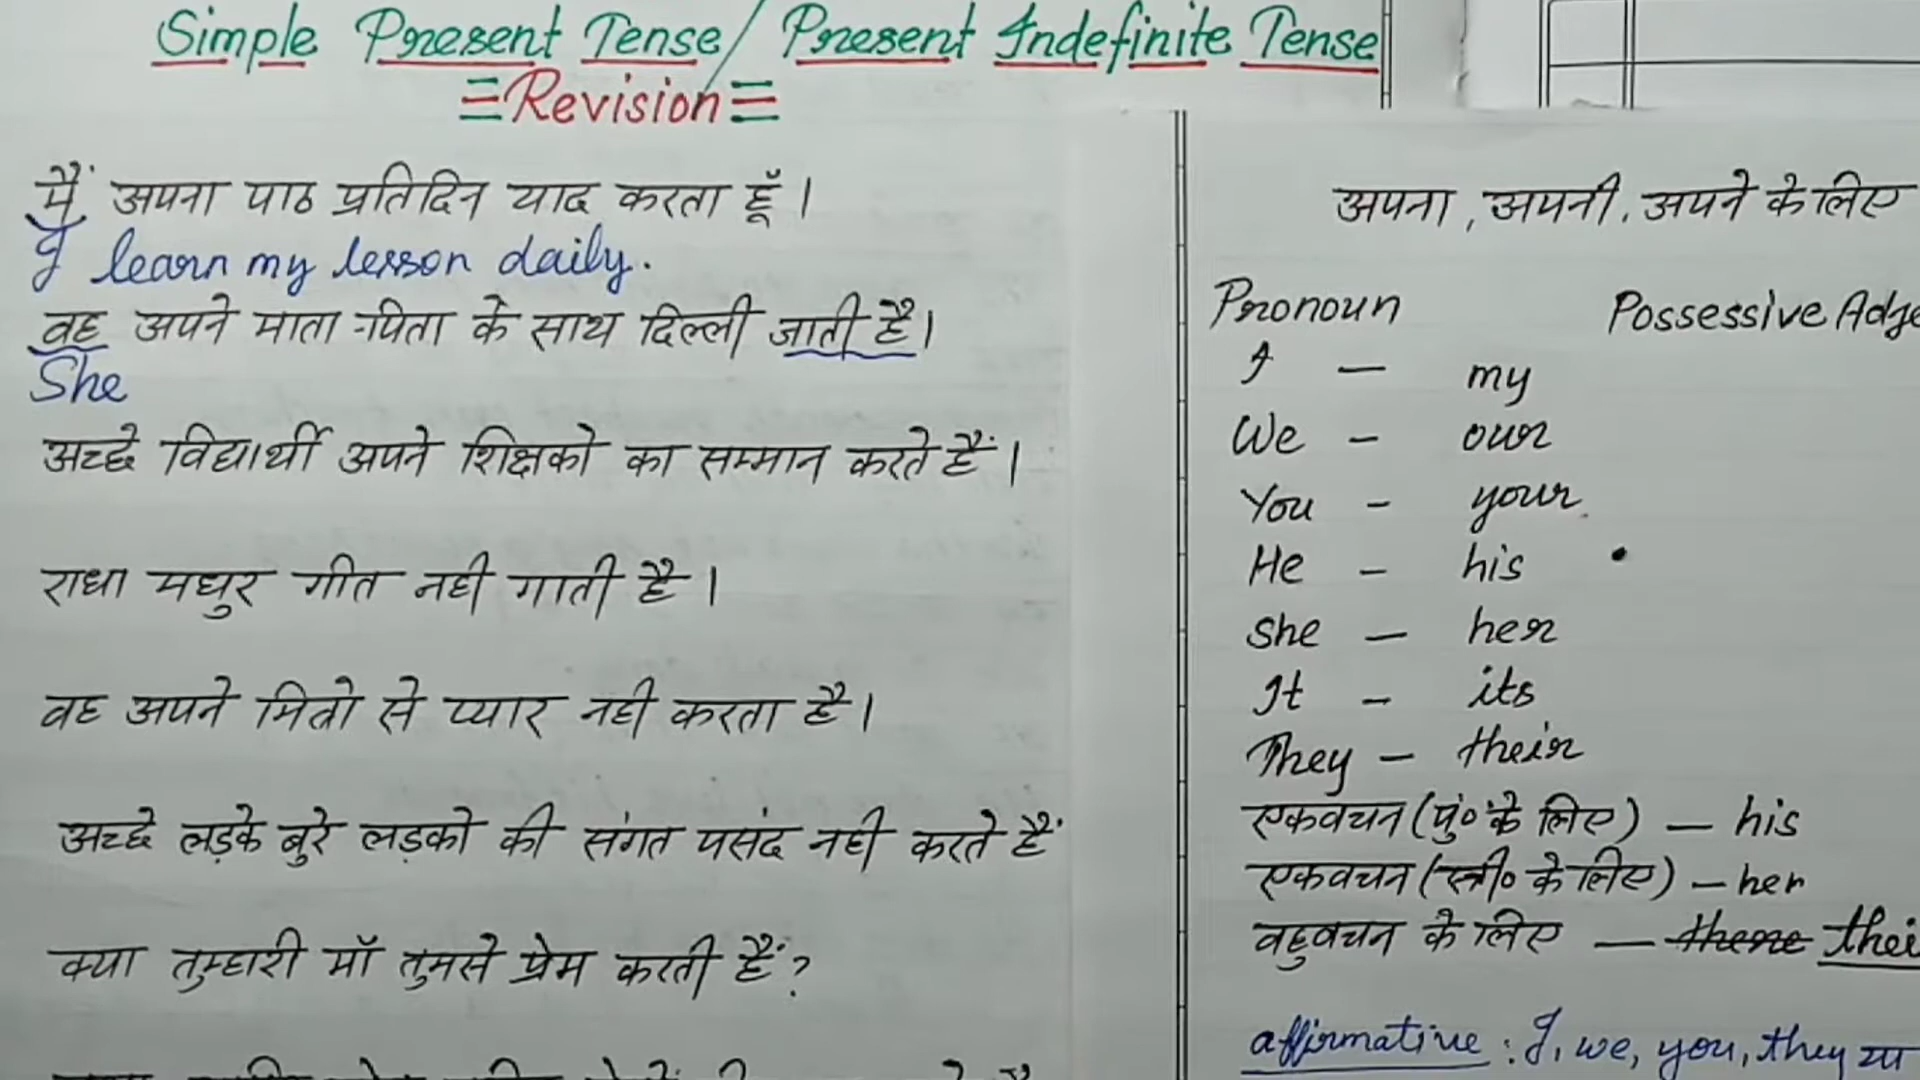 Simple Present Tense/ Present Indefinite Tense
Revision
मैं अपना पाठ प्रतिदिन याद करता हूँ।
I learn my lesson daily.
वह अपने माता-पिता के साथ दिल्ली जाती है।
She
अच्छे विद्यार्थी अपने शिक्षको का सम्मान करते हैं।
राधा मधुर गीत नही गाती है।
वह अपने मित्रो से प्यार नही करता है।
अच्छे लड़के बुरे लड़को की संगत पसंद नही करते हैं
क्या तुम्हारी माँ तुमसे प्रेम करती हैं?
अपना, अपनी, अपने के लिए
Pronoun Possessive Adje
I — my
We - our
You - your
He - his
She — her
It - its
They - their
एकवचन (पुं० के लिए) — his
एकवचन (स्त्री० के लिए) — her
वहुवचन के लिए — there thei
affirmative : I, we, you, they या